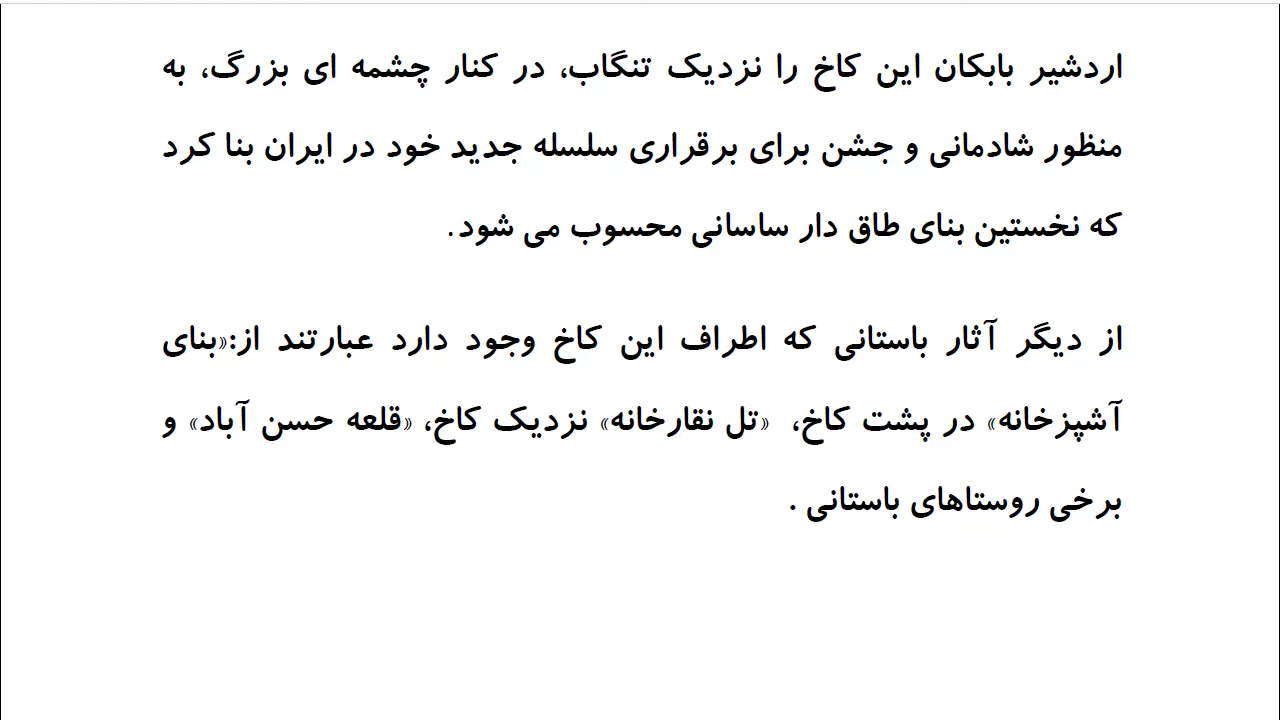 اردشیر بابکان این کاخ را نزدیک تنگاب، در کنار چشمه ای بزرگ، به
منظور شادمانی و جشن برای برقراری سلسله جدید خود در ایران بنا کرد
که نخستین بنای طاق دار ساسانی محسوب می شود.
از دیگر آثار باستانی که اطراف این کاخ وجود دارد عبارتند از:«بنای
آشپزخانه» در پشت کاخ، «تل نقارخانه» نزدیک کاخ، «قلعه حسن آباد» و
برخی روستاهای باستانی .